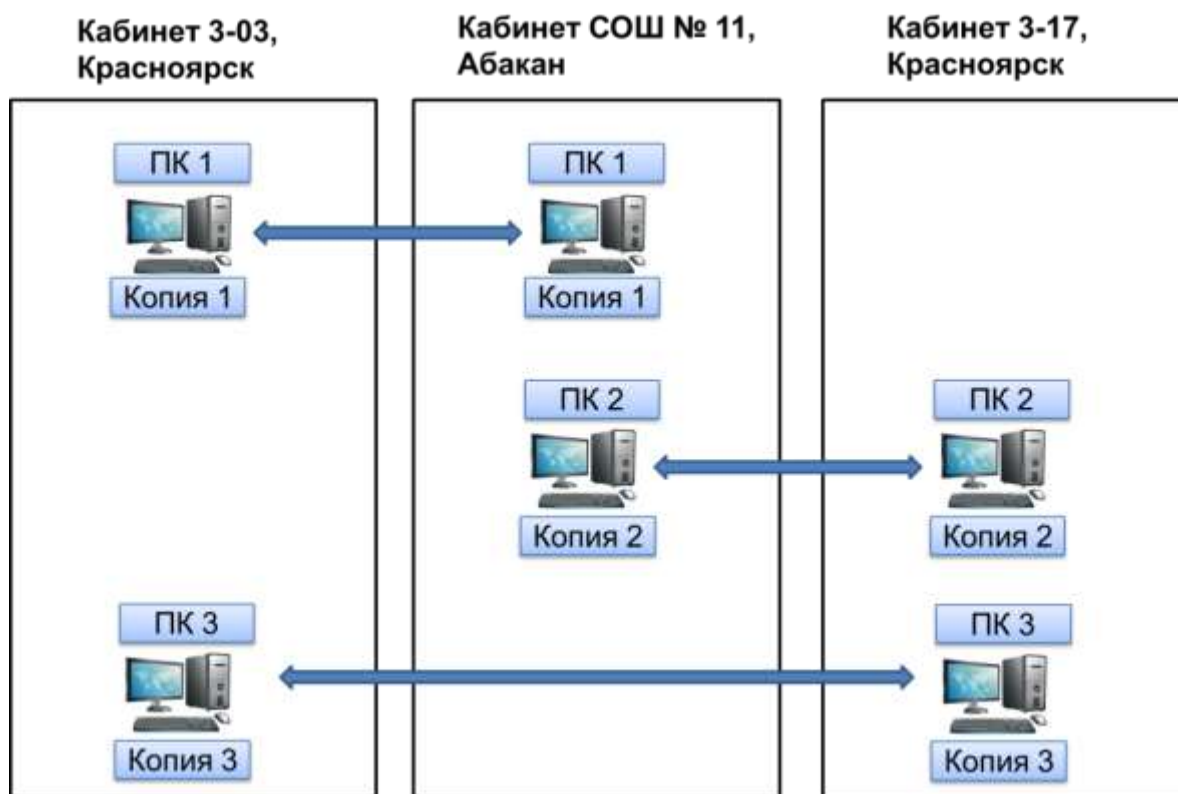 Кабинет 3-03,
Красноярск
Кабинет СОШ № 11,
Абакан
Кабинет 3-17,
Красноярск
ПК 1
ПК 1
Копия 1
Копия 1
ПК 2
ПК 2
Копия 2
Копия 2
ПК 3
ПК 3
Копия 3
Копия 3